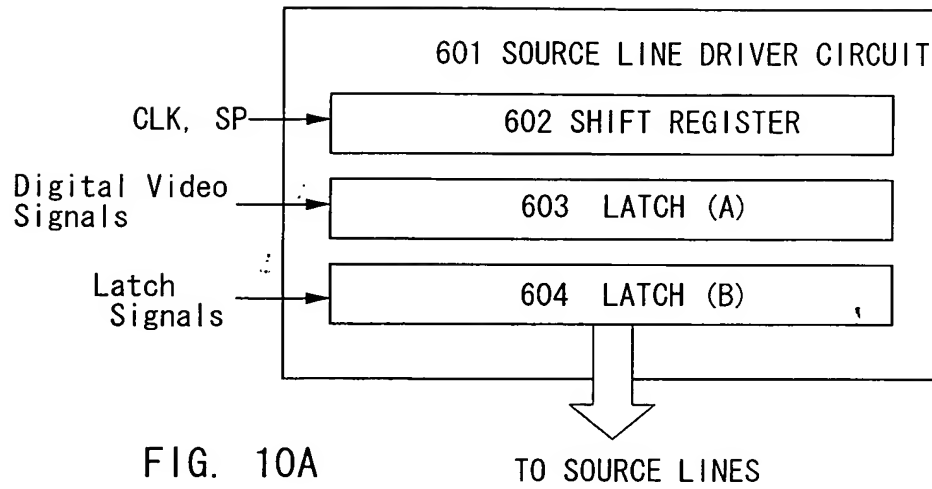 601 SOURCE LINE DRIVER CIRCUIT
CLK, SP
602 SHIFT REGISTER
Digital Video
Signals
603 LATCH (A)
Latch
Signals
604 LATCH (B)
FIG. 10A
TO SOURCE LINES